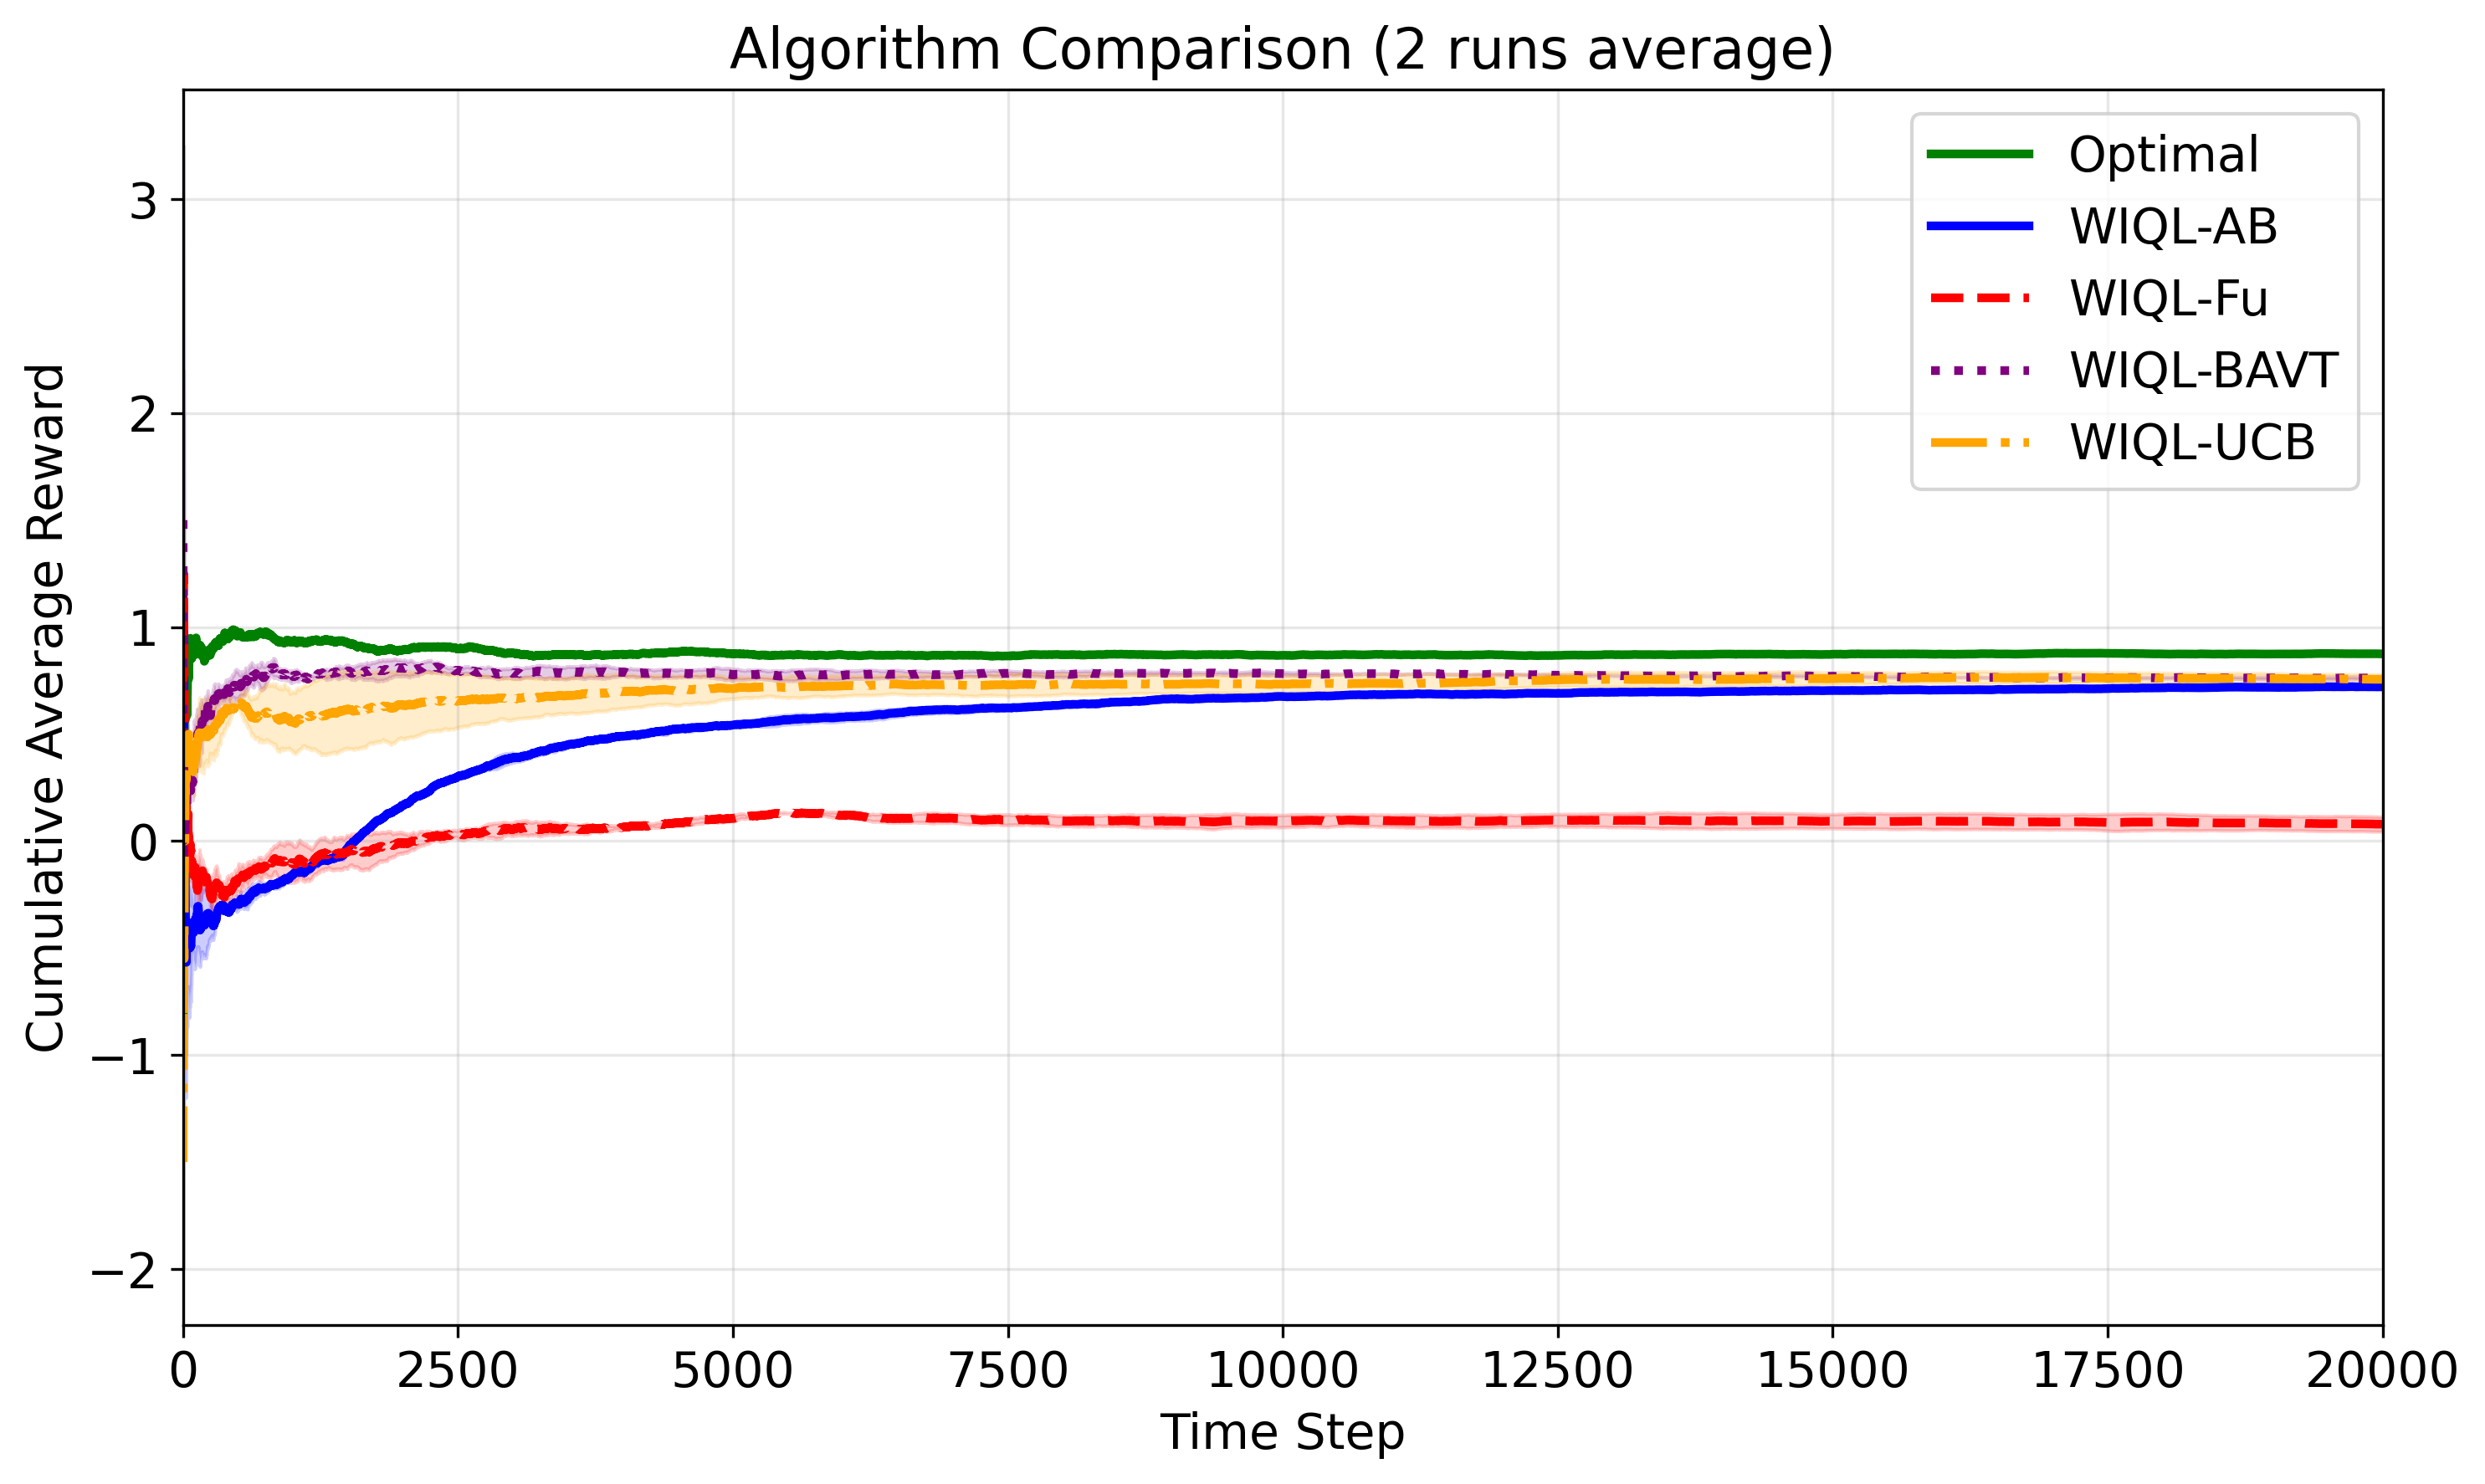 Algorithm Comparison (2 runs average)
Cumulative Average Reward
3
2
1
0
−1
−2
Optimal
WIQL-AB
WIQL-Fu
WIQL-BAVT
WIQL-UCB
0 2500 5000 7500 10000 12500 15000 17500 20000
Time Step